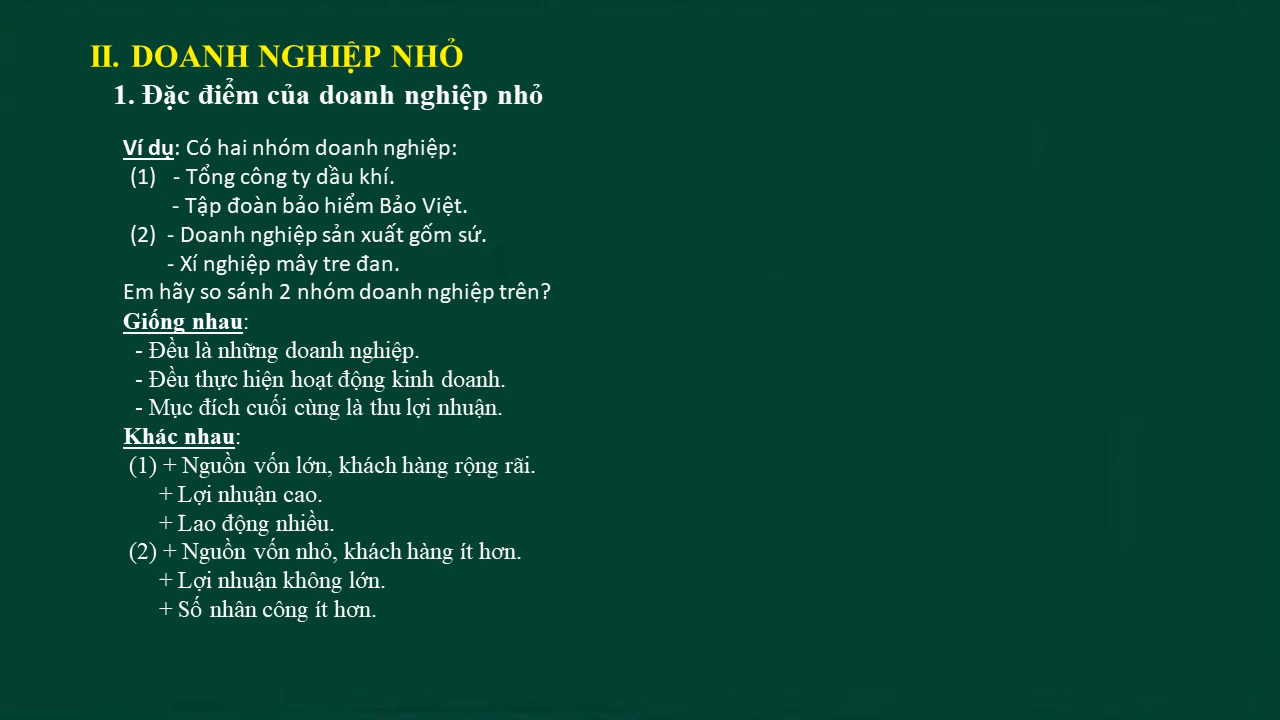 II. DOANH NGHIỆP NHỎ
1. Đặc điểm của doanh nghiệp nhỏ
Ví dụ: Có hai nhóm doanh nghiệp:
(1) - Tổng công ty dầu khí.
- Tập đoàn bảo hiểm Bảo Việt.
(2) - Doanh nghiệp sản xuất gốm sứ.
- Xí nghiệp mây tre đan.
Em hãy so sánh 2 nhóm doanh nghiệp trên?
Giống nhau:
- Đều là những doanh nghiệp.
- Đều thực hiện hoạt động kinh doanh.
- Mục đích cuối cùng là thu lợi nhuận.
Khác nhau:
(1) + Nguồn vốn lớn, khách hàng rộng rãi.
+ Lợi nhuận cao.
+ Lao động nhiều.
(2) + Nguồn vốn nhỏ, khách hàng ít hơn.
+ Lợi nhuận không lớn.
+ Số nhân công ít hơn.